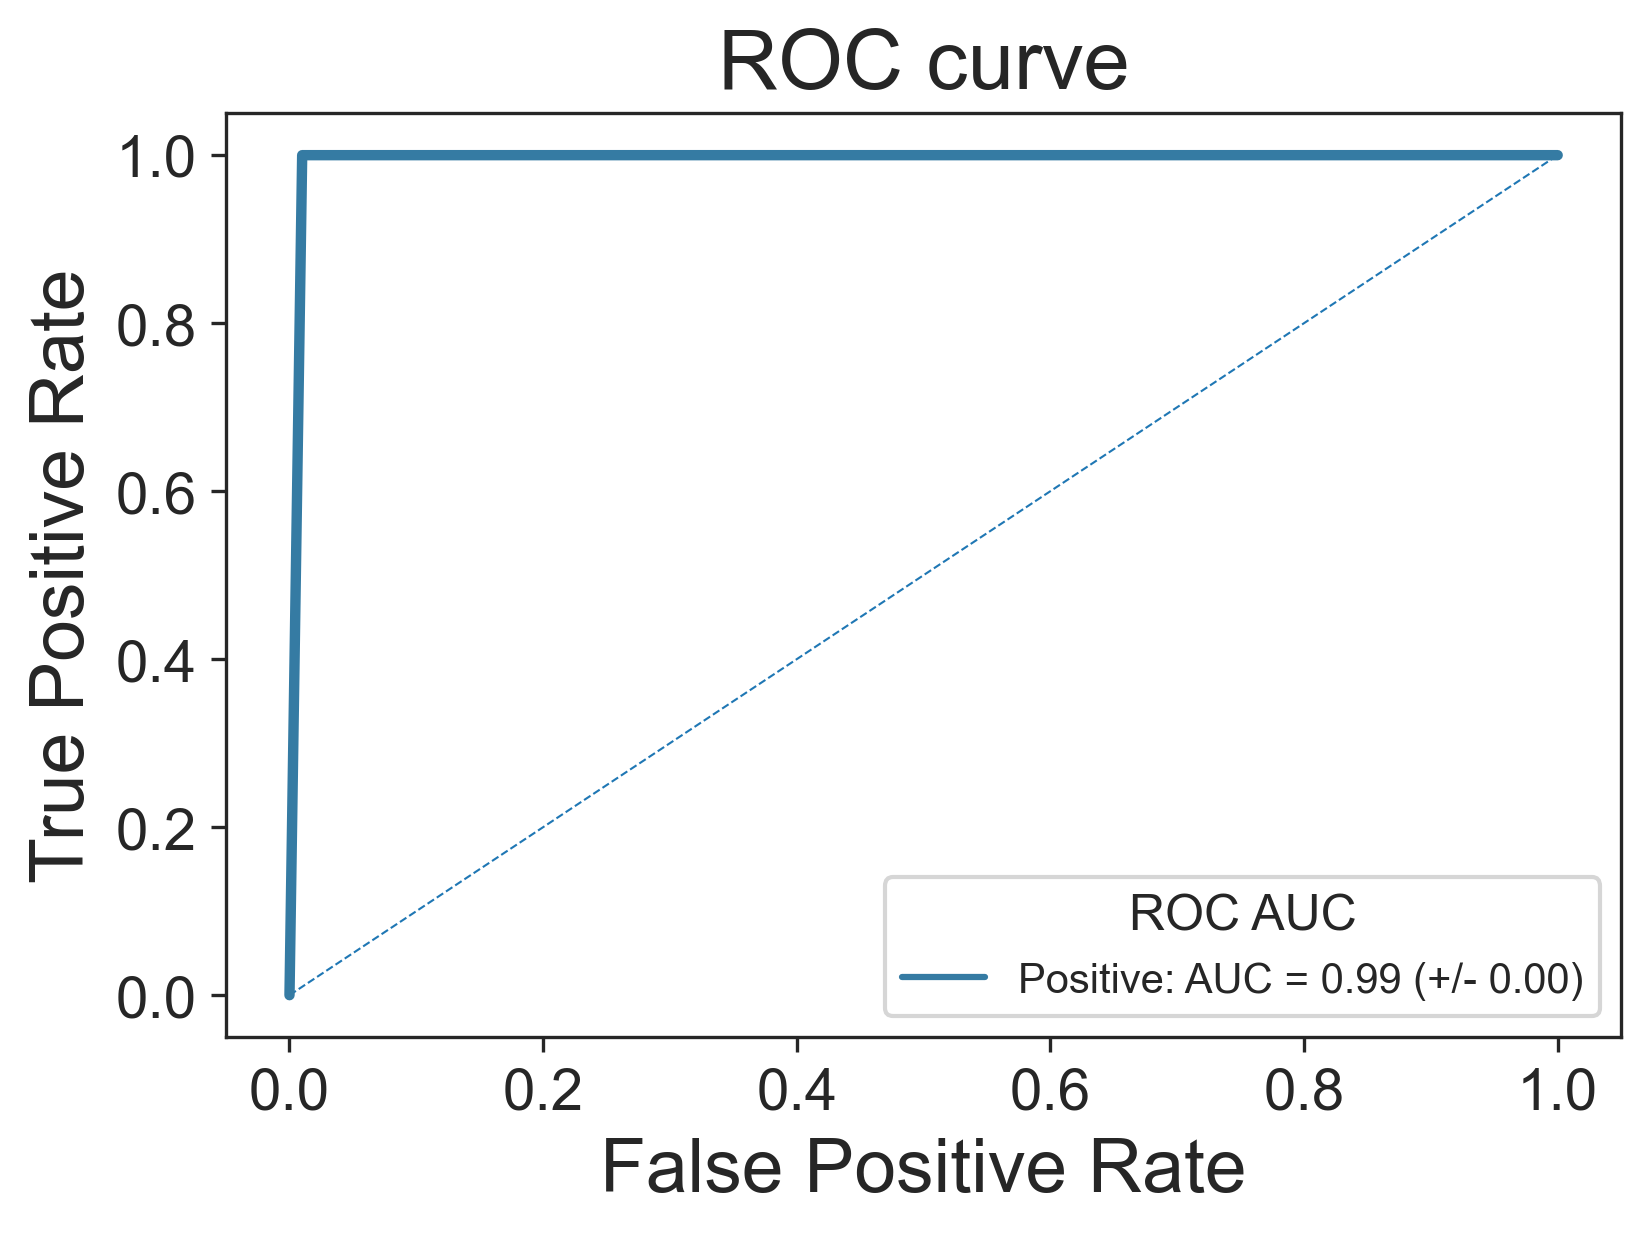 ROC curve
True Positive Rate
1.0
0.8
0.6
0.4
0.2
0.0
ROC AUC
Positive: AUC = 0.99 (+/- 0.00)
0.0 0.2 0.4 0.6 0.8 1.0
False Positive Rate